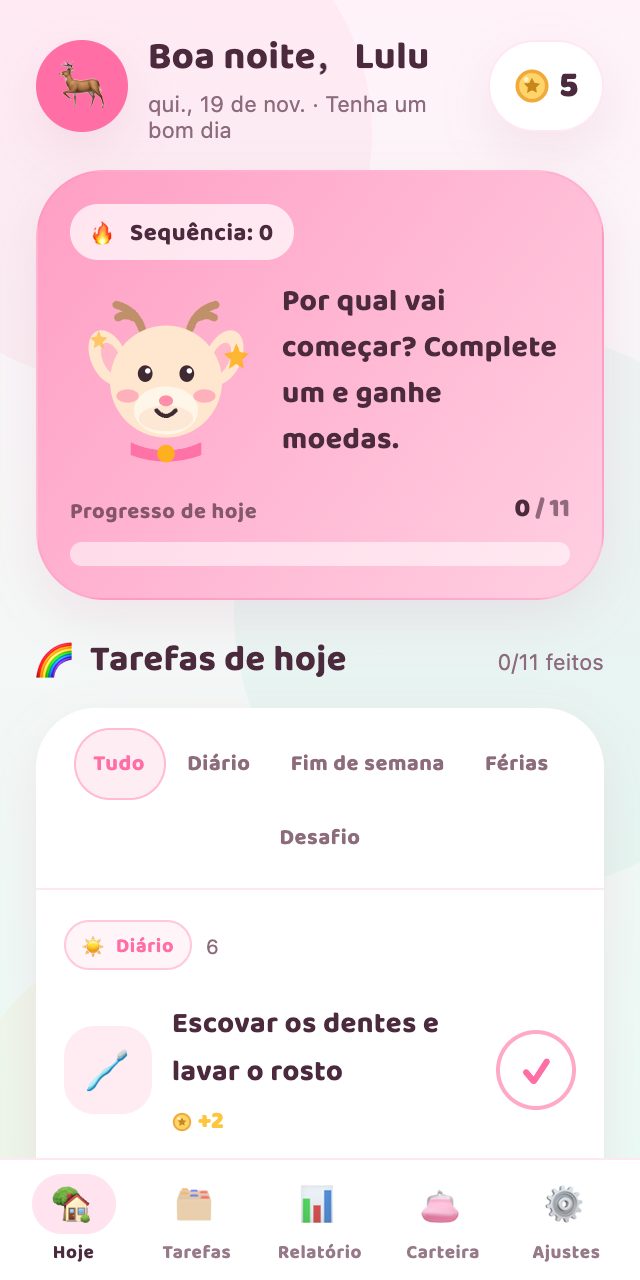 Boa noite， Lulu
qui., 19 de nov. · Tenha um
bom dia
5
Sequência: 0
Por qual vai
começar? Complete
um e ganhe
moedas.
Progresso de hoje
0 / 11
Tarefas de hoje
0/11 feitos
Tudo
Diário
Fim de semana
Férias
Desafio
Diário
6
Escovar os dentes e
lavar o rosto
+2
Hoje
Tarefas
Relatório
Carteira
Ajustes